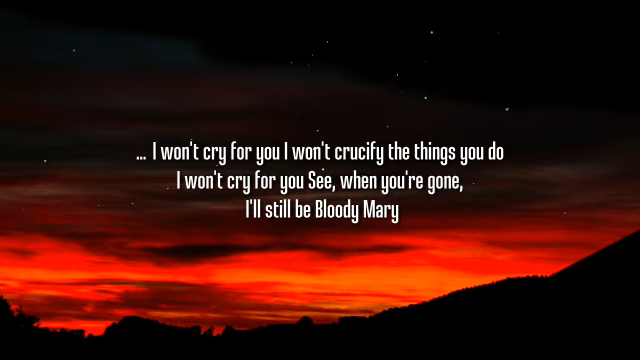 ... I won't cry for you I won't crucify the things you do
I won't cry for you See, when you're gone,
I'll still be Bloody Mary